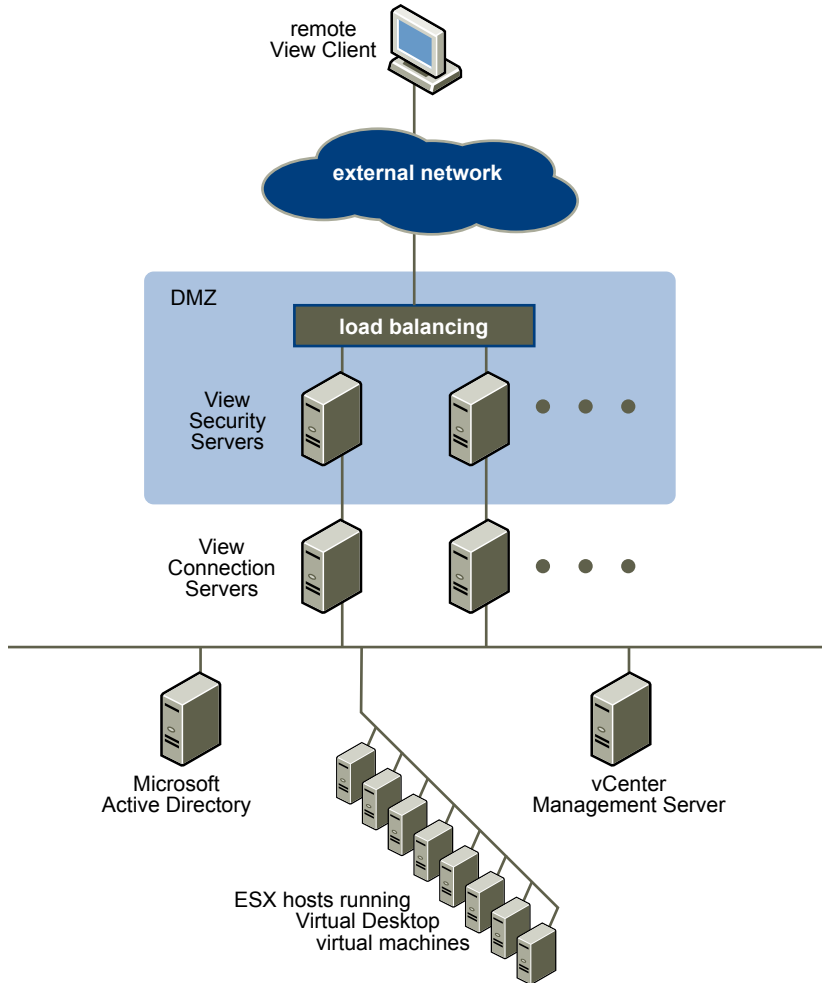 remote
View Client
external network
DMZ
load balancing
View
Security
Servers
View
Connection
Servers
Microsoft
Active Directory
vCenter
Management Server
ESX hosts running
Virtual Desktop
virtual machines